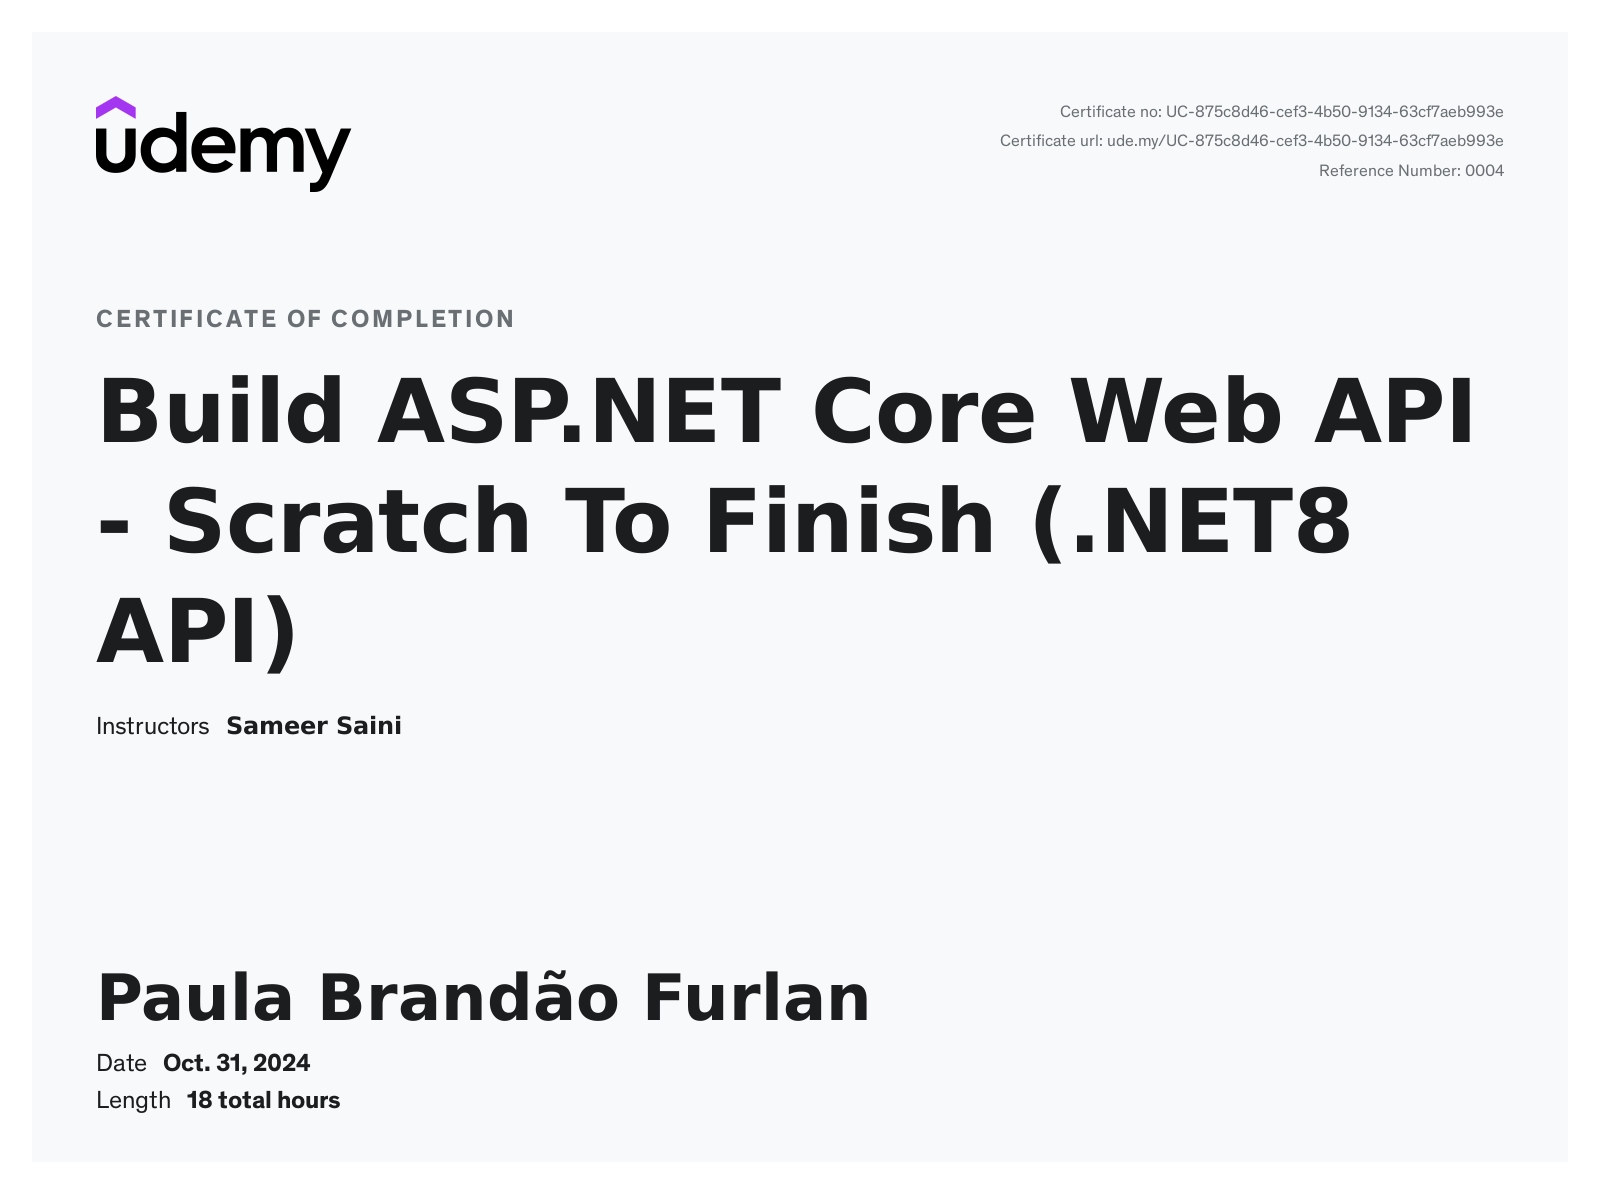 udemy
Certificate no: UC-875c8d46-cef3-4b50-9134-63cf7aeb993e
Certificate url: ude.my/UC-875c8d46-cef3-4b50-9134-63cf7aeb993e
Reference Number: 0004
CERTIFICATE OF COMPLETION
Build ASP.NET Core Web API
- Scratch To Finish (.NET8
API)
Instructors Sameer Saini
Paula Brandão Furlan
Date Oct. 31, 2024
Length 18 total hours